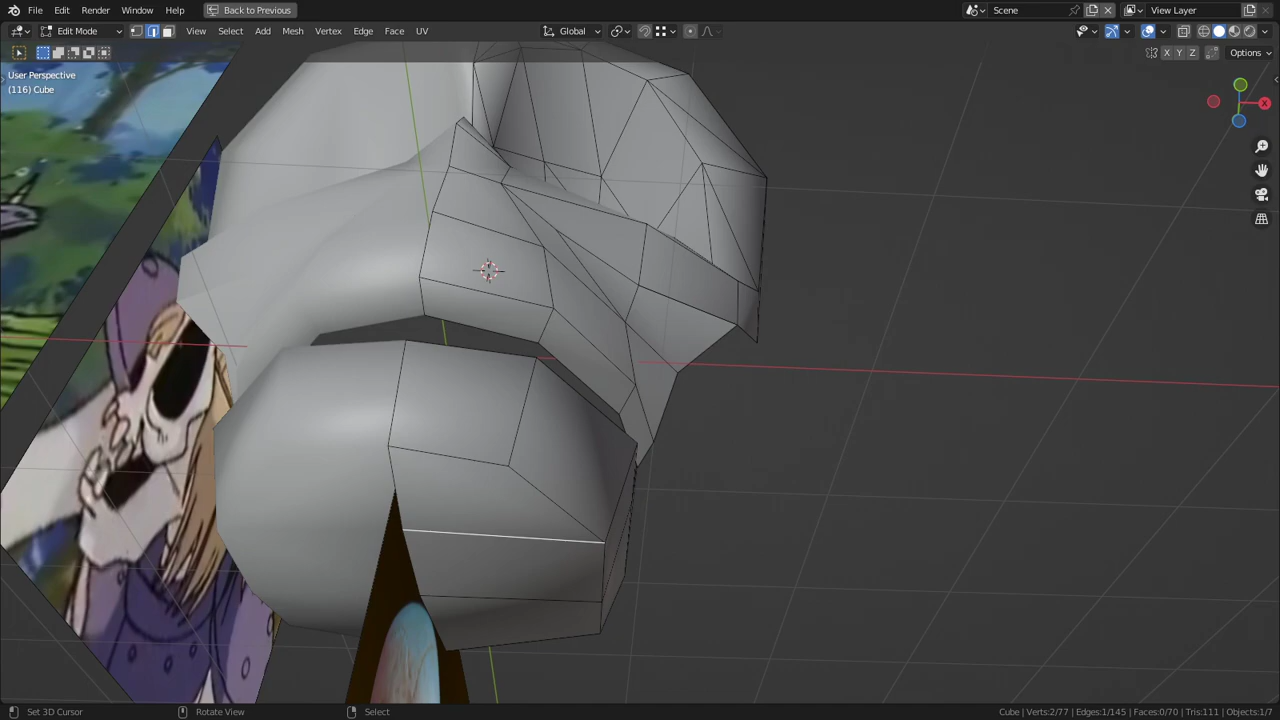 File Edit Render Window Help Back to Previous Scene View Layer
Edit Mode View Select Add Mesh Vertex Edge Face UV Global
X Y Z Options
User Perspective
(116) Cube
X
Set 3D Cursor Rotate View Select Cube | Verts:2/77 | Edges:1/145 | Faces:0/70 | Tris:111 | Objects:1/7